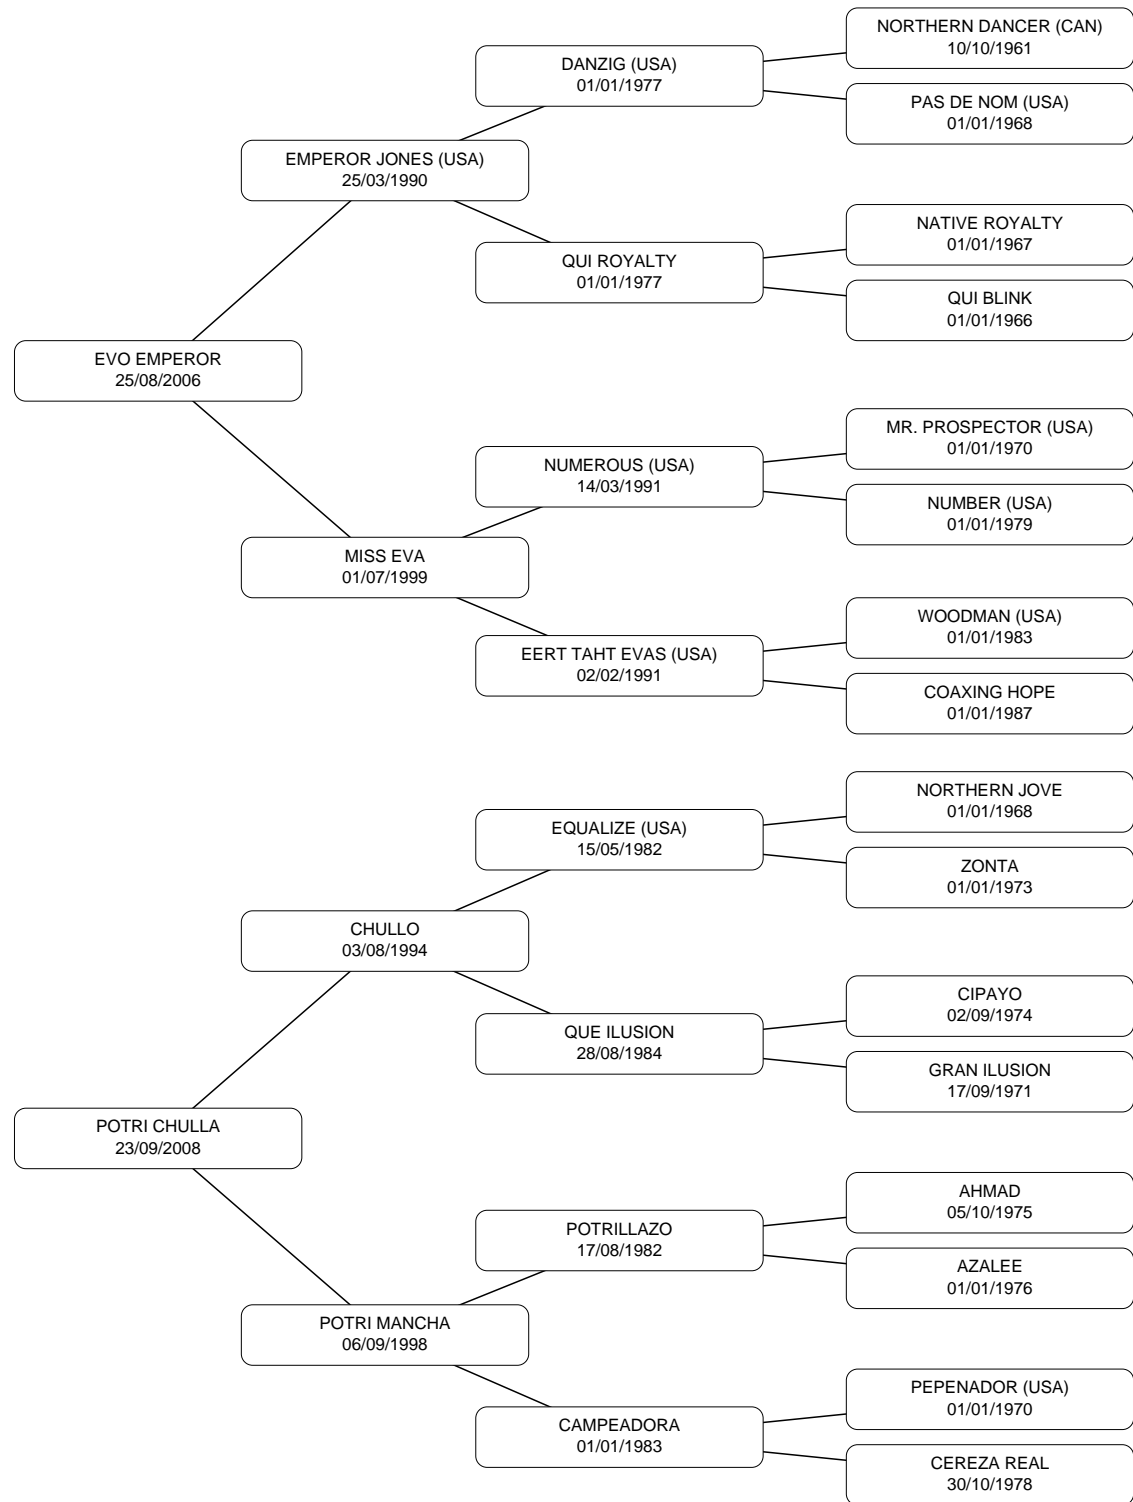 NORTHERN DANCER (CAN)
10/10/1961
DANZIG (USA)
01/01/1977
PAS DE NOM (USA)
01/01/1968
EMPEROR JONES (USA)
25/03/1990
NATIVE ROYALTY
01/01/1967
QUI ROYALTY
01/01/1977
QUI BLINK
01/01/1966
EVO EMPEROR
25/08/2006
MR. PROSPECTOR (USA)
01/01/1970
NUMEROUS (USA)
14/03/1991
NUMBER (USA)
01/01/1979
MISS EVA
01/07/1999
WOODMAN (USA)
01/01/1983
EERT TAHT EVAS (USA)
02/02/1991
COAXING HOPE
01/01/1987
NORTHERN JOVE
01/01/1968
EQUALIZE (USA)
15/05/1982
ZONTA
01/01/1973
CHULLO
03/08/1994
CIPAYO
02/09/1974
QUE ILUSION
28/08/1984
GRAN ILUSION
17/09/1971
POTRI CHULLA
23/09/2008
AHMAD
05/10/1975
POTRILLAZO
17/08/1982
AZALEE
01/01/1976
POTRI MANCHA
06/09/1998
PEPENADOR (USA)
01/01/1970
CAMPEADORA
01/01/1983
CEREZA REAL
30/10/1978